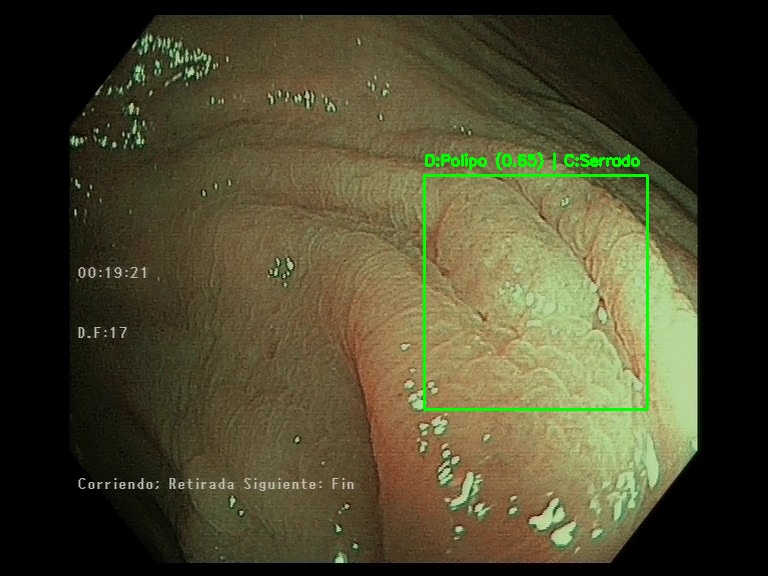 D:Polipo (0.65) | C:Serrado
00:19:21
D.F:17
Corriendo; Retirada Siguiente: Fin